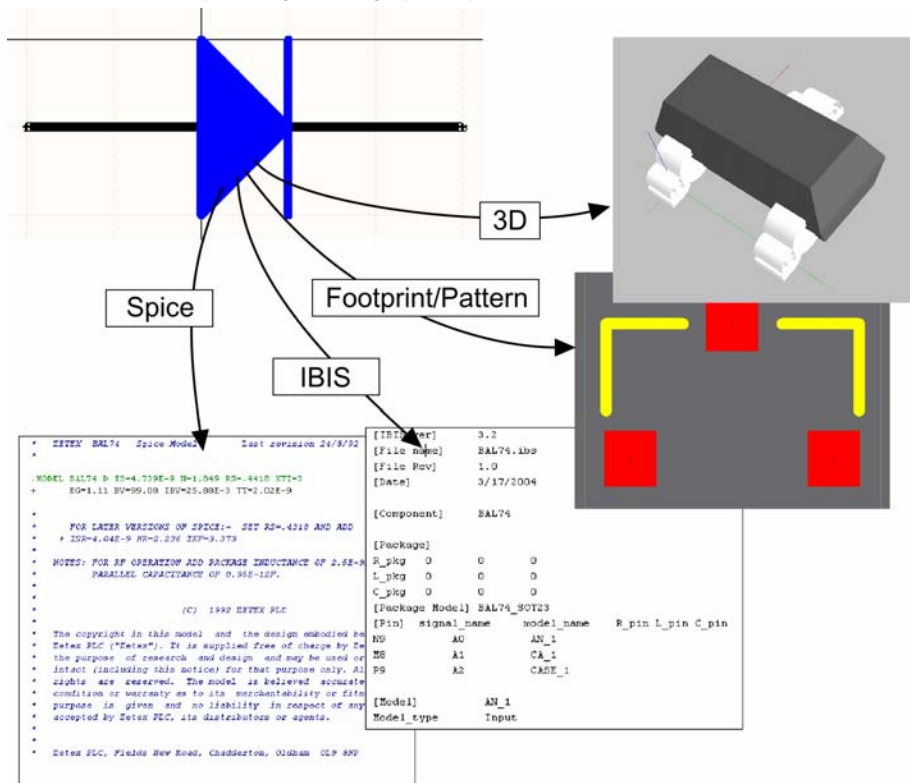 3D
Footprint/Pattern
Spice
IBIS
* ZETEX BAL74 Spice Model Last revision 24/8/92
*
.MODEL BAL74 D IS=4.739E-9 N=1.849 RS=.4418 XTI=3
+ EG=1.11 BV=99.08 IBV=25.88E-3 TT=2.02E-9
*
* FOR LATER VERSIONS OF SPICE:- SET RS=.4318 AND ADD
* + ISR=4.04E-9 NR=2.236 IKF=3.373
*
* NOTES: FOR RF OPERATION ADD PACKAGE INDUCTANCE OF
* PARALLEL CAPACITANCE OF
*
* (C) 1992 ZETEX PLC
*
* The copyright in this model and the design embodied
* Zetex PLC ("Zetex"). It is supplied free of charge by
* the purpose of research and design and may be used or
* intact (including this notice) for that purpose only.
* rights are reserved. The model is believed accurate
* condition or warranty as to its merchantability or
* purpose is given and no liability in respect of any
* accepted by Zetex PLC, its distributors or agents.
*
* Zetex PLC, Fields New Road, Chadderton, Oldham OL9 8NP
[IBIS Ver] 3.2
[File name] BAL74.ibs
[File Rev] 1.0
[Date] 3/17/2004
[Component] BAL74
[Package]
R_pkg 0 0 0
L_pkg 0 0 0
C_pkg 0 0 0
[Package Model] BAL74_SOT23
[Pin] signal_name model_name R_pin L_pin C_pin
A0 AN_1
A1 CA_1
A2 CASE_1
[Model] AN_1
Model_type Input